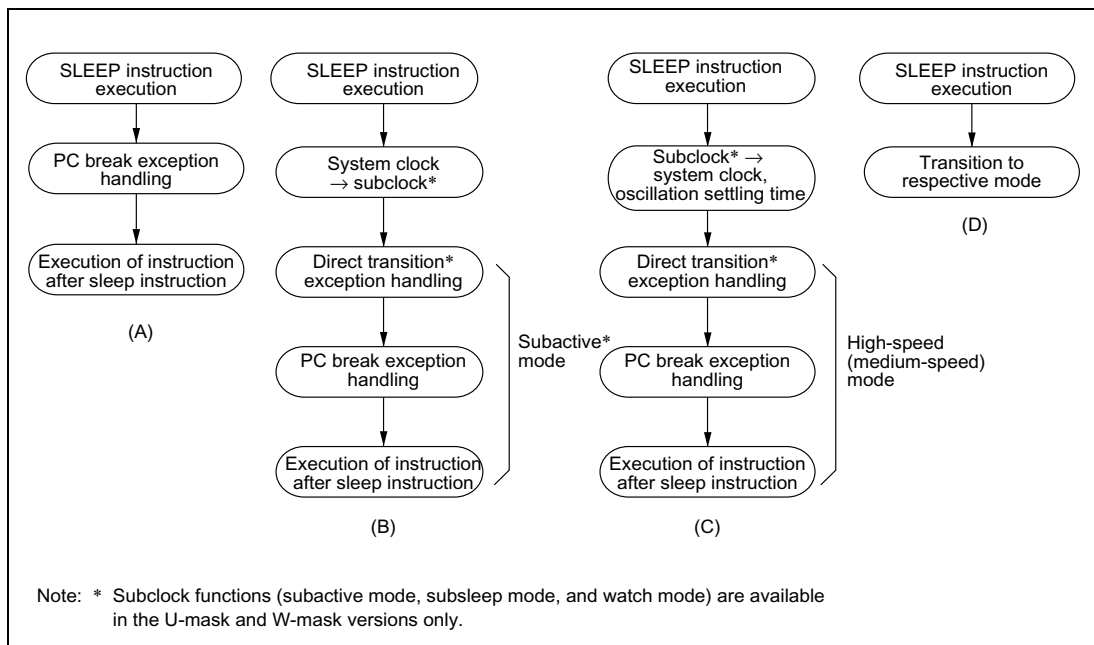 SLEEP instruction
execution
PC break exception
handling
Execution of instruction
after sleep instruction
(A)
SLEEP instruction
execution
System clock
→ subclock*
Direct transition*
exception handling
PC break exception
handling
Execution of instruction
after sleep instruction
Subactive*
mode
(B)
SLEEP instruction
execution
Subclock* →
system clock,
oscillation settling time
Direct transition*
exception handling
PC break exception
handling
Execution of instruction
after sleep instruction
High-speed
(medium-speed)
mode
(C)
SLEEP instruction
execution
Transition to
respective mode
(D)
Note: * Subclock functions (subactive mode, subsleep mode, and watch mode) are available
in the U-mask and W-mask versions only.